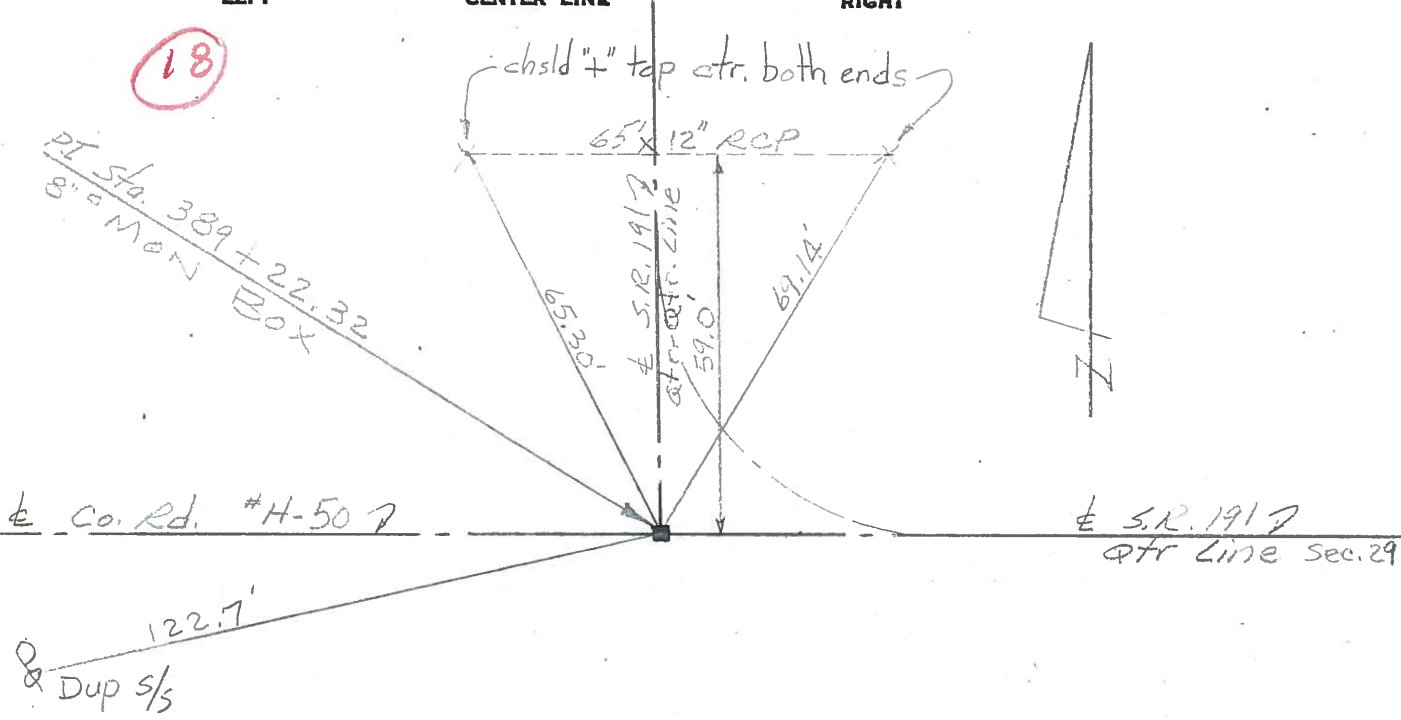 LEFT
CENTER LINE
RIGHT
18
chsld "+" top ctr. both ends
65' x 12" RCP
PI Sta. 389+22.32
8" MON
BOX
65.30'
℄ S.R. 191
Qtr-Qtr. Line
59.0'
69.14'
N
℄ Co. Rd. #H-50
℄ S.R. 191
Qtr Line Sec. 29
122.7'
Dup s/s